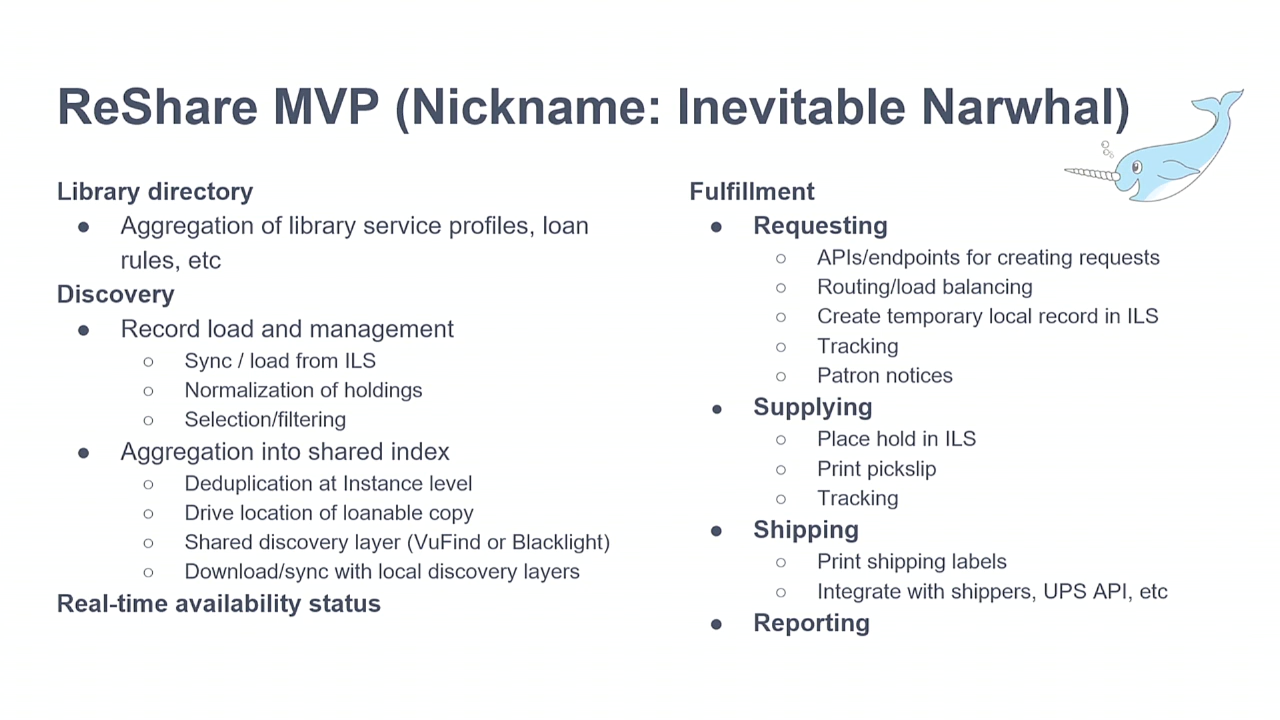 ReShare MVP (Nickname: Inevitable Narwhal)
Library directory
● Aggregation of library service profiles, loan
rules, etc
Discovery
● Record load and management
○ Sync / load from ILS
○ Normalization of holdings
○ Selection/filtering
● Aggregation into shared index
○ Deduplication at Instance level
○ Drive location of loanable copy
○ Shared discovery layer (VuFind or Blacklight)
○ Download/sync with local discovery layers
Real-time availability status
Fulfillment
● Requesting
○ APIs/endpoints for creating requests
○ Routing/load balancing
○ Create temporary local record in ILS
○ Tracking
○ Patron notices
● Supplying
○ Place hold in ILS
○ Print pickslip
○ Tracking
● Shipping
○ Print shipping labels
○ Integrate with shippers, UPS API, etc
● Reporting